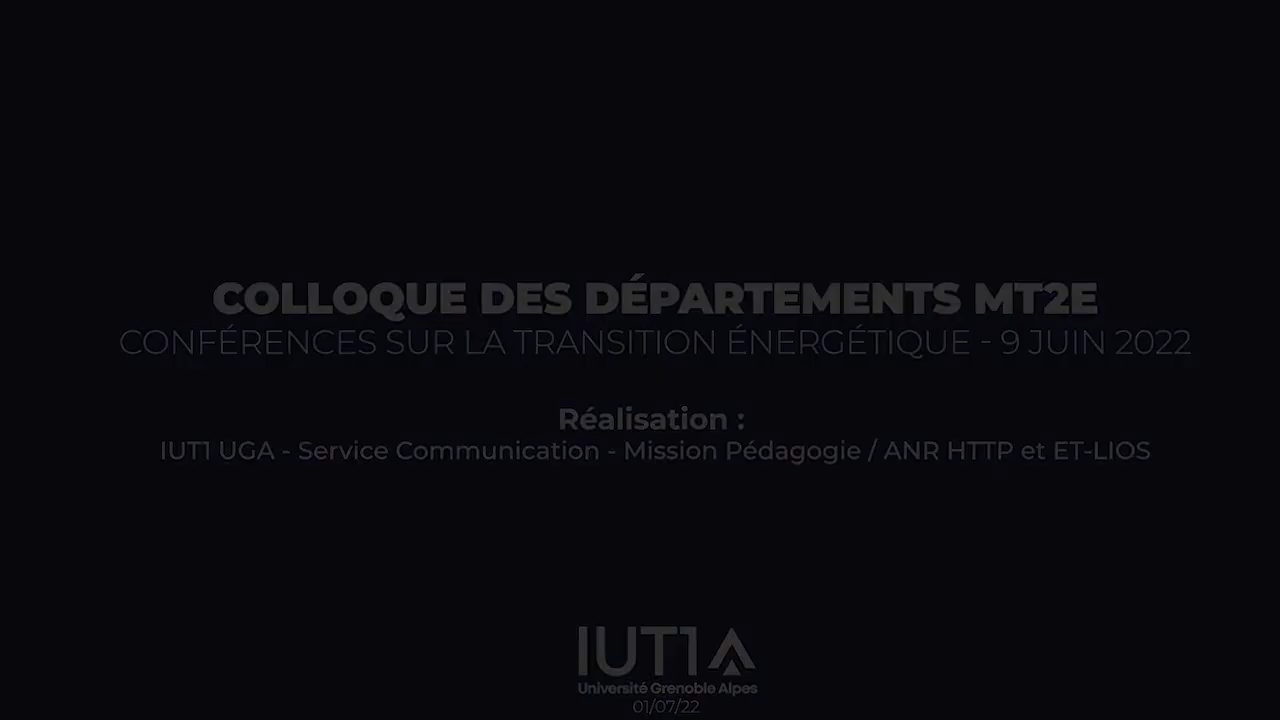 COLLOQUE DES DÉPARTEMENTS MT2E
CONFÉRENCES SUR LA TRANSITION ÉNERGÉTIQUE - 9 JUIN 2022
Réalisation :
IUT1 UGA - Service Communication - Mission Pédagogie / ANR HTTP et ET-LIOS
IUT1
Université Grenoble Alpes
01/07/22